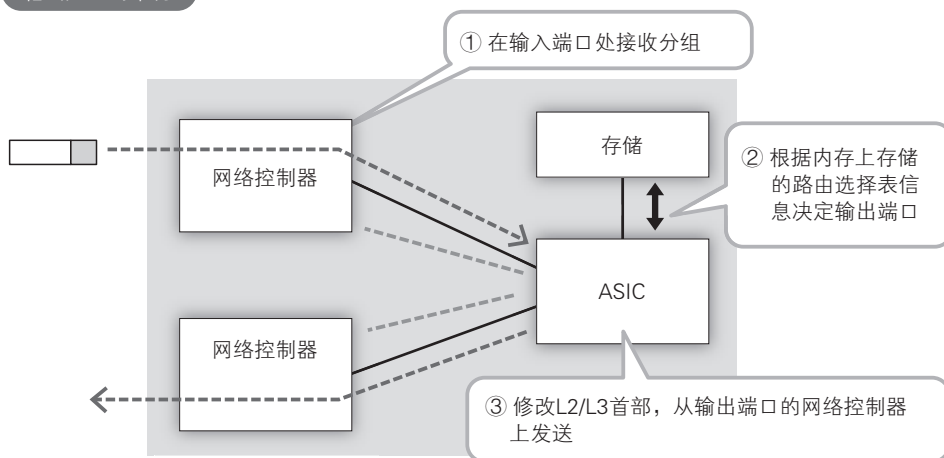 ① 在输入端口处接收分组
存储
网络控制器
② 根据内存上存储
的路由选择表信
息决定输出端口
ASIC
网络控制器
③ 修改L2/L3首部，从输出端口的网络控制器
上发送